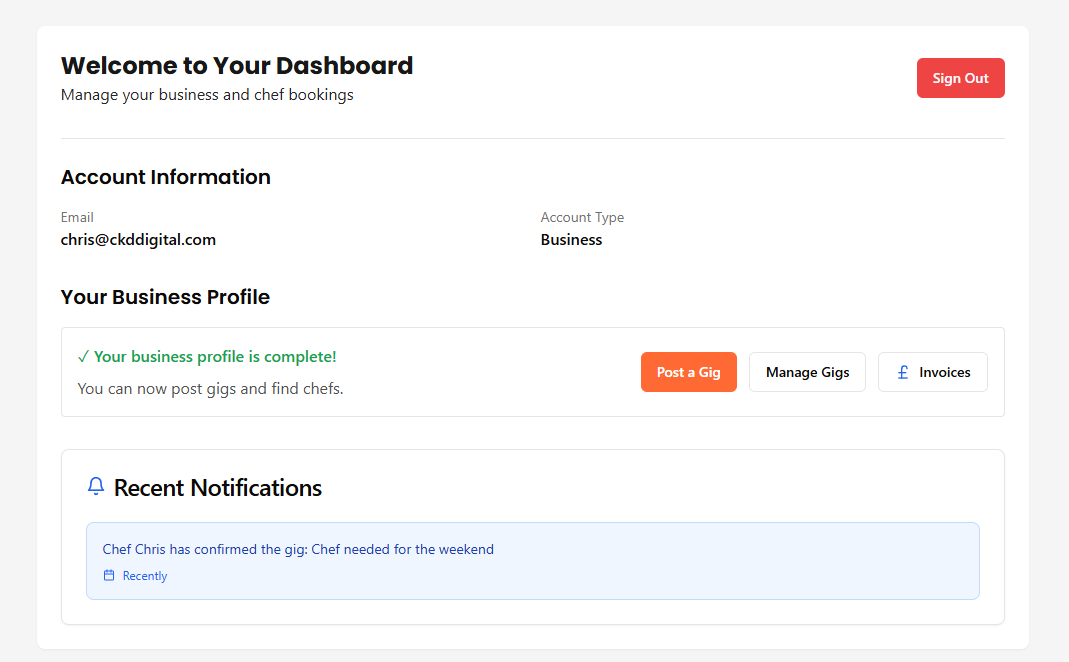 Welcome to Your Dashboard
Manage your business and chef bookings
Sign Out
Account Information
Email
chris@ckddigital.com
Account Type
Business
Your Business Profile
✓ Your business profile is complete!
You can now post gigs and find chefs.
Post a Gig
Manage Gigs
£ Invoices
Recent Notifications
Chef Chris has confirmed the gig: Chef needed for the weekend
Recently